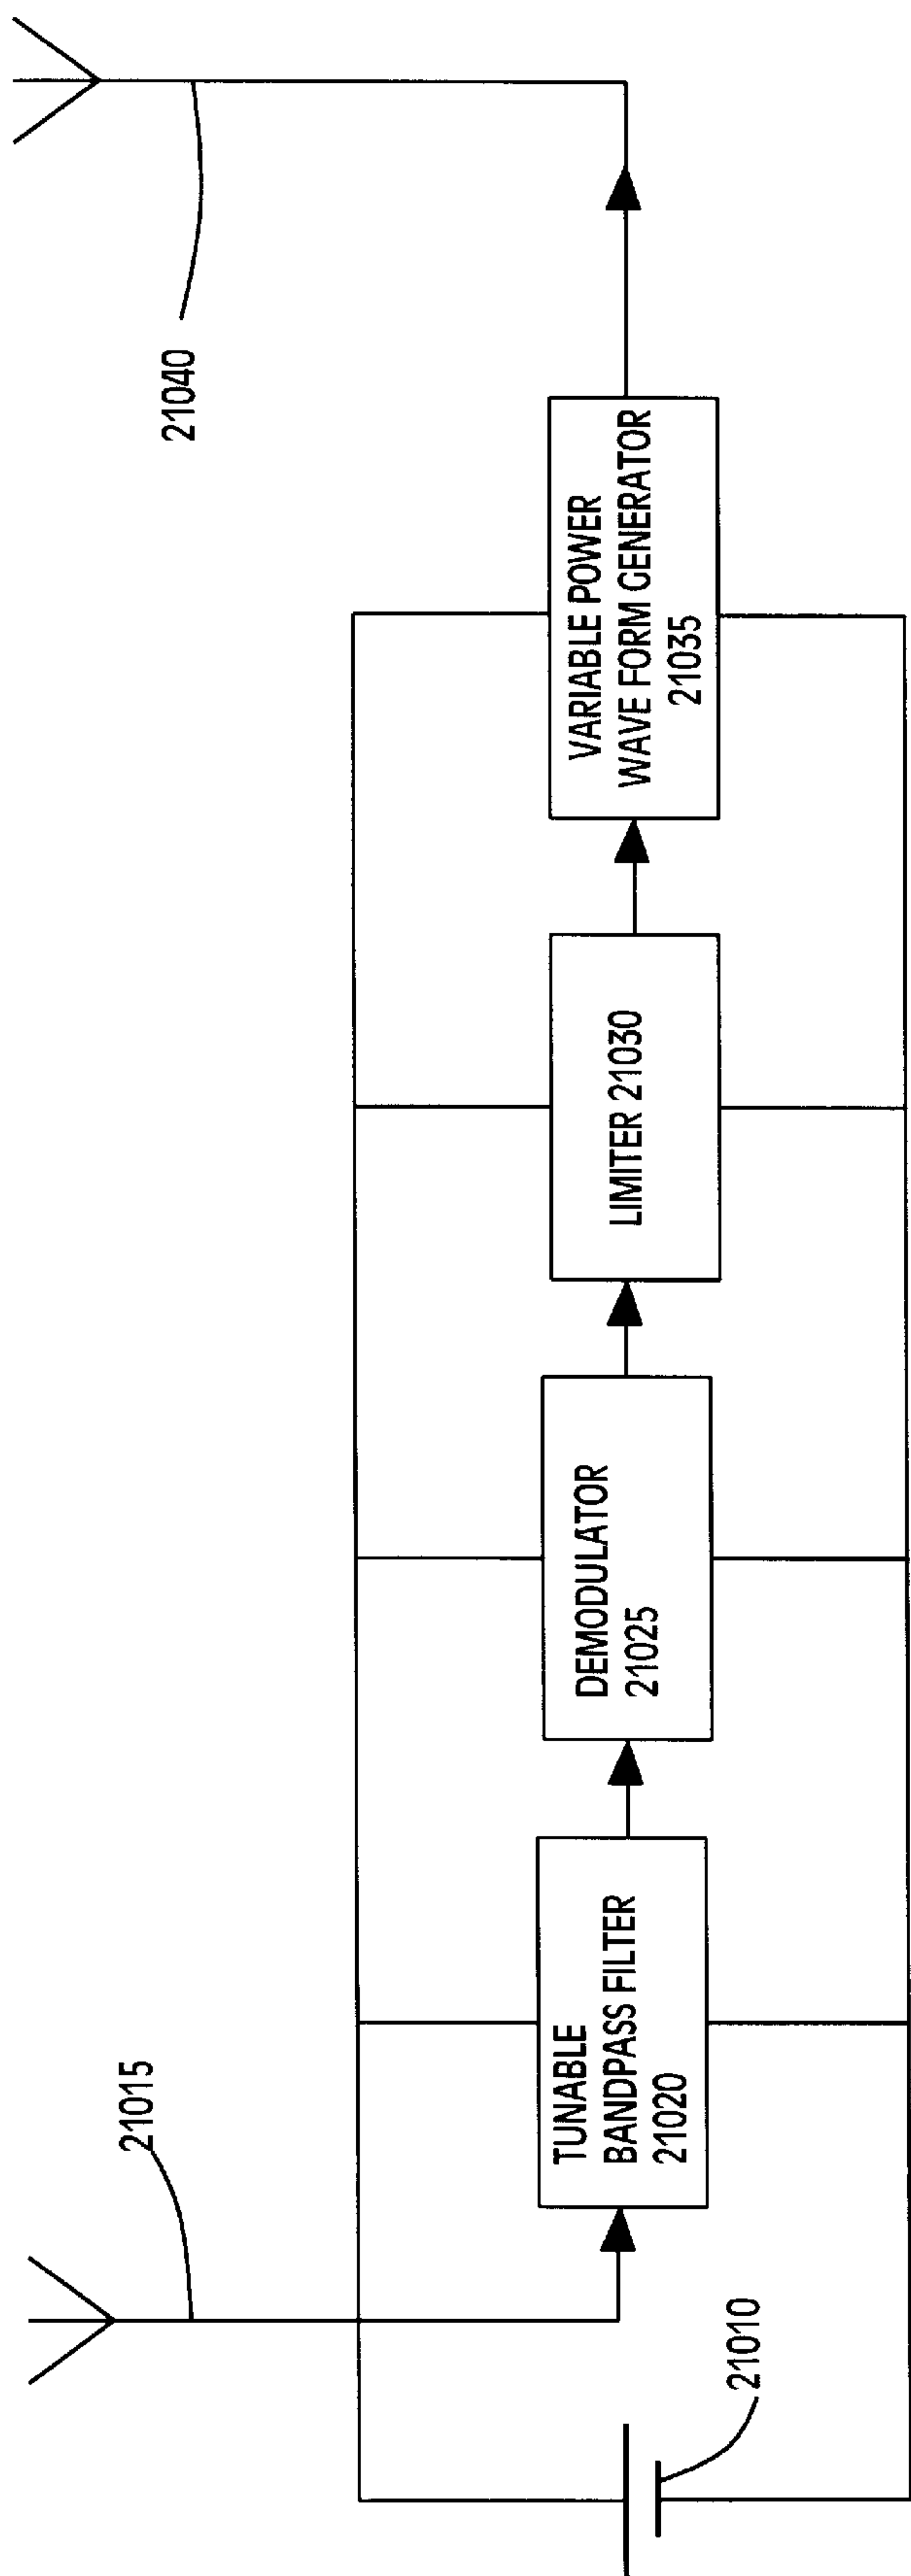 21010
21015
TUNABLE
BANDPASS FILTER
21020
DEMODULATOR
21025
LIMITER 21030
VARIABLE POWER
WAVE FORM GENERATOR
21035
21040